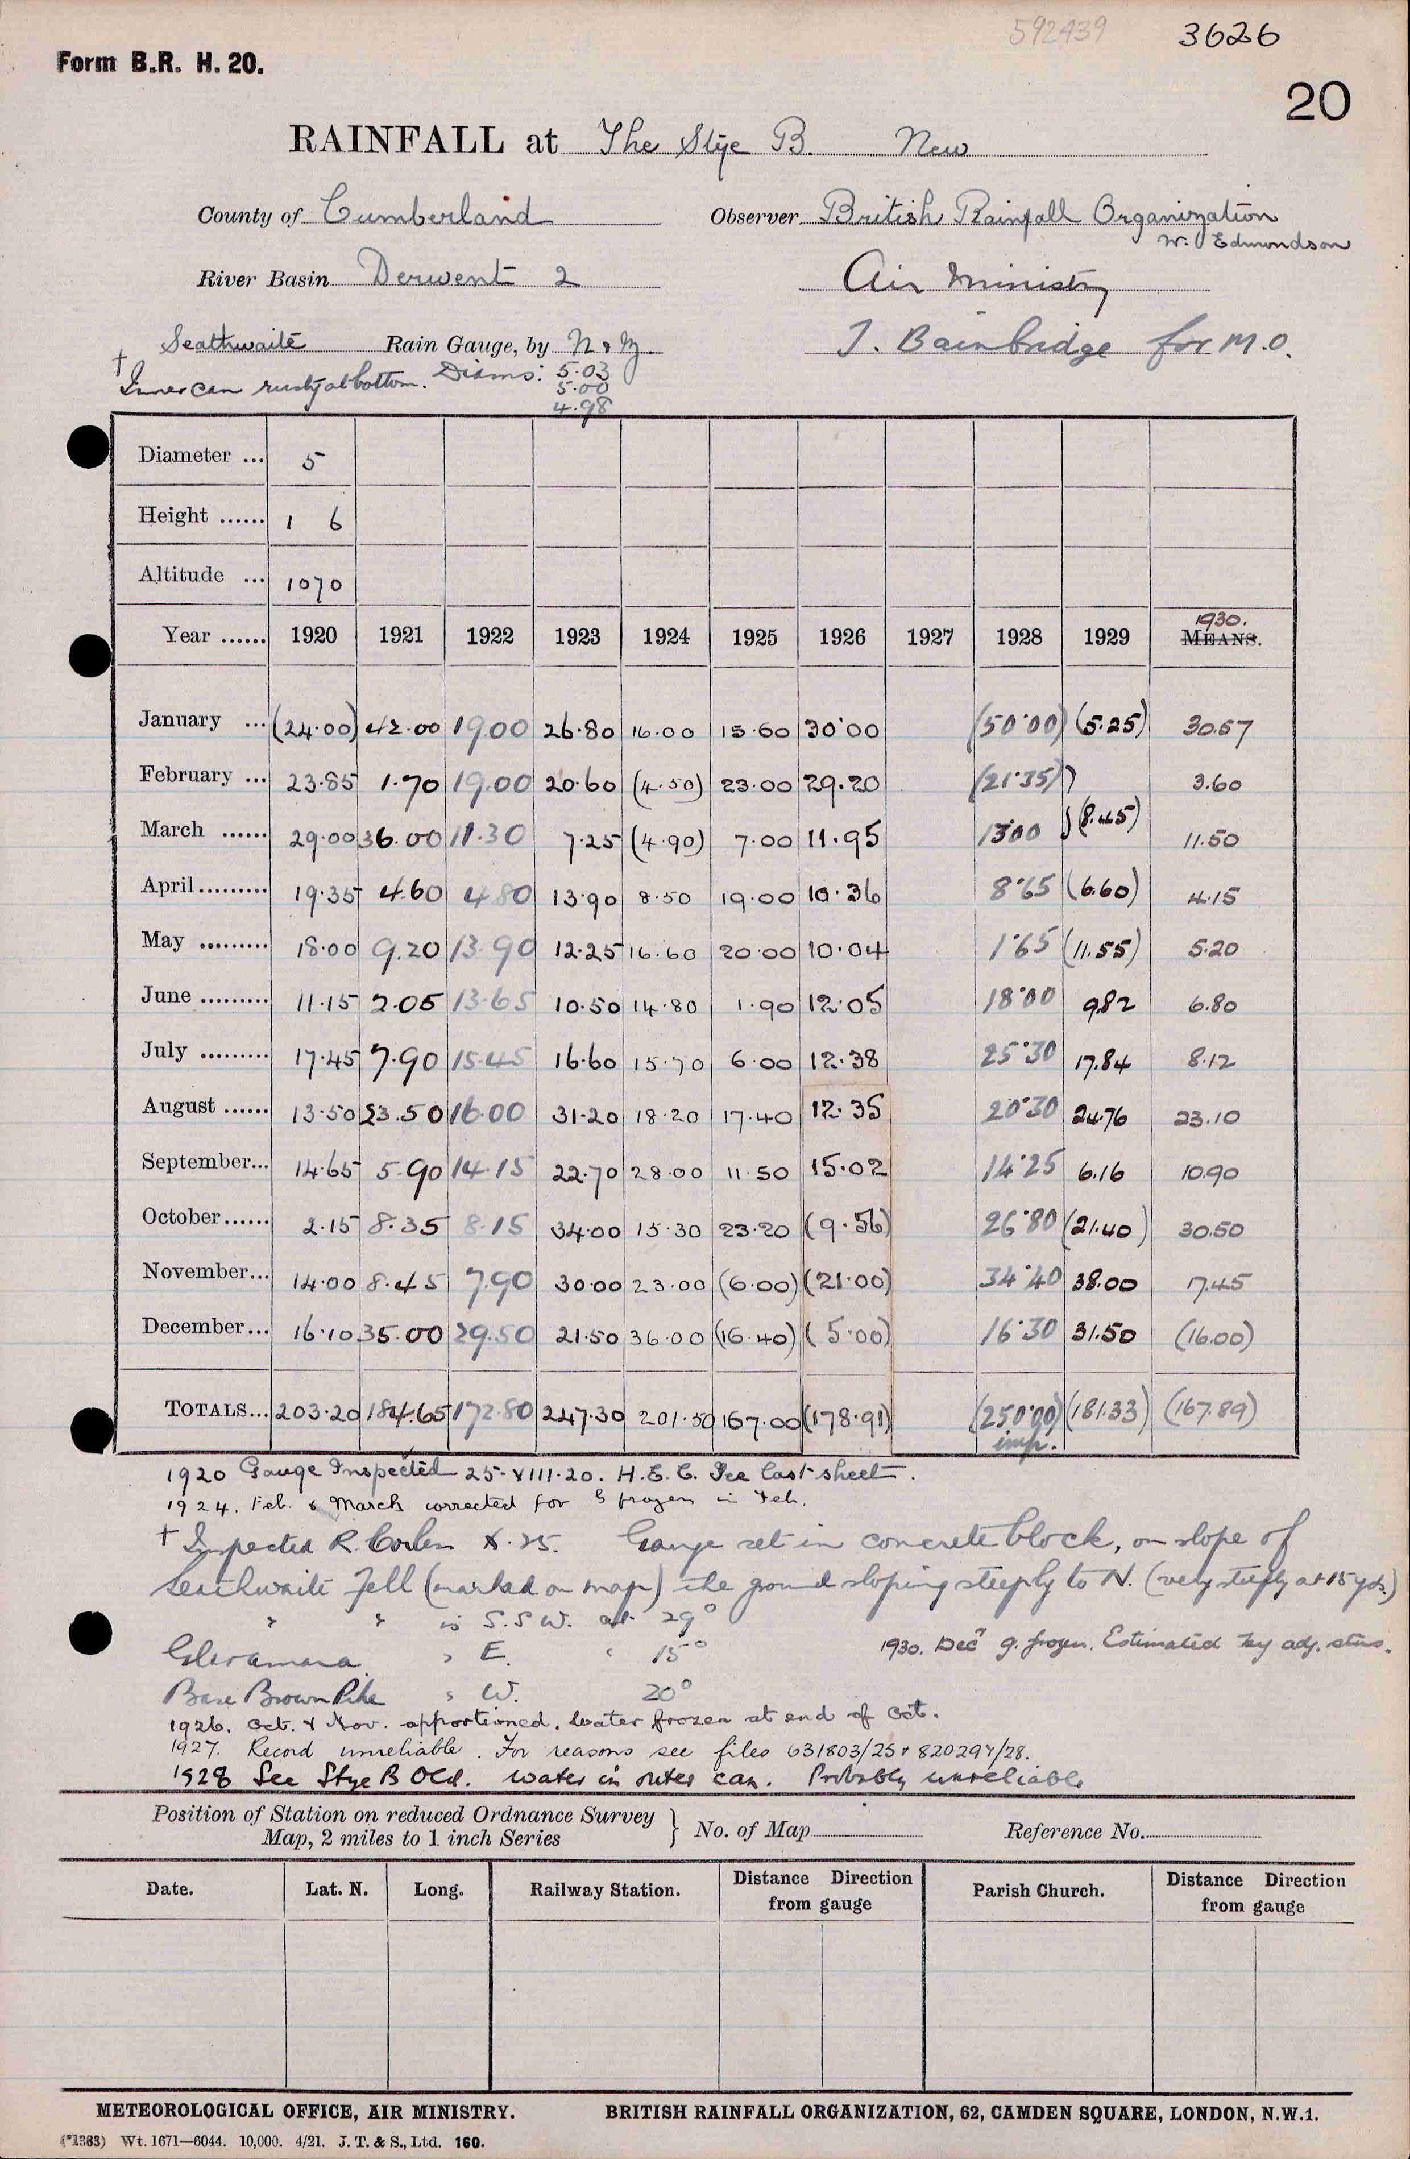 592439 3626
Form B.R. H. 20.
20
RAINFALL at The Stye B. New
County of Cumberland Observer British Rainfall Organization
W. Edmondson
River Basin Derwent 2 Air Ministry
Seathwaite Rain Gauge, by N & Z T. Bainbridge for M.O.
† Inner can rusty at bottom. Diams: 5.03
5.00
4.98
Diameter ... 5
Height ...... 1 6
Altitude ... 1070
1930.
Year ...... 1920 1921 1922 1923 1924 1925 1926 1927 1928 1929 MEANS.
January ... (24.00) 42.00 19.00 26.80 16.00 15.60 30.00 (50.00) (5.25) 30.57
February ... 23.85 1.70 19.00 20.60 (4.50) 23.00 29.20 (21.35) } 3.60
March ...... 29.00 36.00 11.30 7.25 (4.90) 7.00 11.95 13.00 } (8.45) 11.50
April ......... 19.35 4.60 4.80 13.90 8.50 19.00 10.36 8.65 (6.60) 4.15
May ......... 18.00 9.20 13.90 12.25 16.60 20.00 10.04 1.65 (11.55) 5.20
June ......... 11.15 2.05 13.65 10.50 14.80 1.90 12.05 18.00 9.82 6.80
July ......... 17.45 7.90 15.45 16.60 15.70 6.00 12.38 25.30 17.84 8.12
August ...... 13.50 23.50 16.00 31.20 18.20 17.40 12.35 20.30 24.76 23.10
September... 14.65 5.90 14.15 22.70 28.00 11.50 15.02 14.25 6.16 10.90
October ...... 2.15 8.35 8.15 34.00 15.30 23.20 (9.56) 26.80 (21.40) 30.50
November... 14.00 8.45 7.90 30.00 23.00 (6.00) (21.00) 34.40 38.00 17.45
December... 16.10 35.00 29.50 21.50 36.00 (16.40) (5.00) 16.30 31.50 (16.00)
TOTALS... 203.20 184.65 172.80 247.30 201.50 167.00 (178.91) (250.00) (181.33) (167.89)
imp.
1920 Gauge Inspected 25.VIII.20. H.E.C. See last sheet.
1924. Feb. & March corrected for g frozen in Feb.
† Inspected R. Corless X.25. Gauge set in concrete block, on slope of
Seathwaite Fell (marked on map) the ground sloping steeply to N. (very steeply at 15 yds.)
" " is S.S.W. at 29°
Glaramara " E. " 15°
1930. Decr g. frozen. Estimated by adj. stns.
Base Brown Pike " W. 20°
1926. Oct. & Nov. apportioned. Water frozen at end of Oct.
1927. Record unreliable. For reasons see files 631803/25 & 820297/28.
1928 See Stye B Old. Water in outer can. Probably unreliable
Position of Station on reduced Ordnance Survey
Map, 2 miles to 1 inch Series } No. of Map Reference No.
Date. Lat. N. Long. Railway Station. Distance Direction from gauge Parish Church. Distance Direction from gauge
METEOROLOGICAL OFFICE, AIR MINISTRY. BRITISH RAINFALL ORGANIZATION, 62, CAMDEN SQUARE, LONDON, N.W.1.
(*1383) Wt. 1671—6044. 10,000. 4/21. J. T. & S., Ltd. 160.